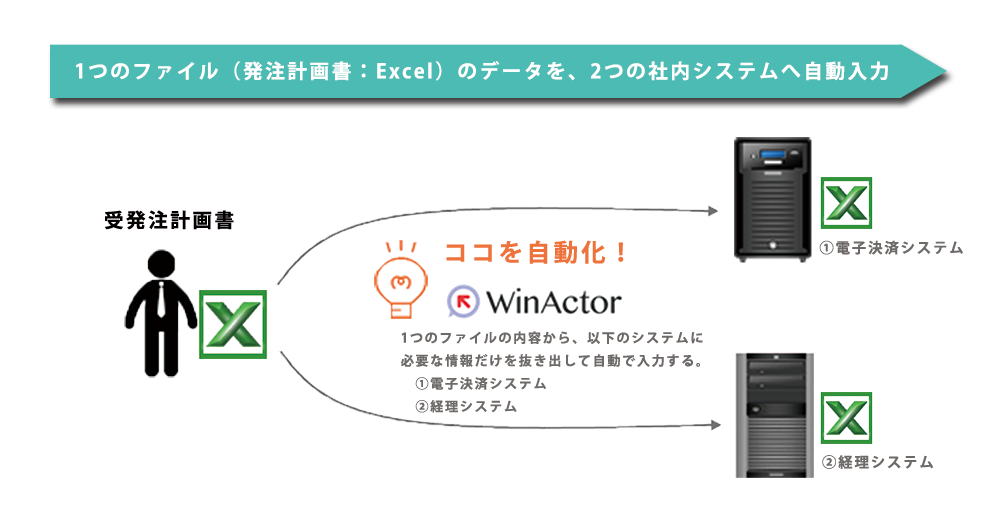 1つのファイル（発注計画書：Excel）のデータを、2つの社内システムへ自動入力
受発注計画書
ココを自動化！
WinActor
1つのファイルの内容から、以下のシステムに
必要な情報だけを抜き出して自動で入力する。
①電子決済システム
②経理システム
①電子決済システム
②経理システム